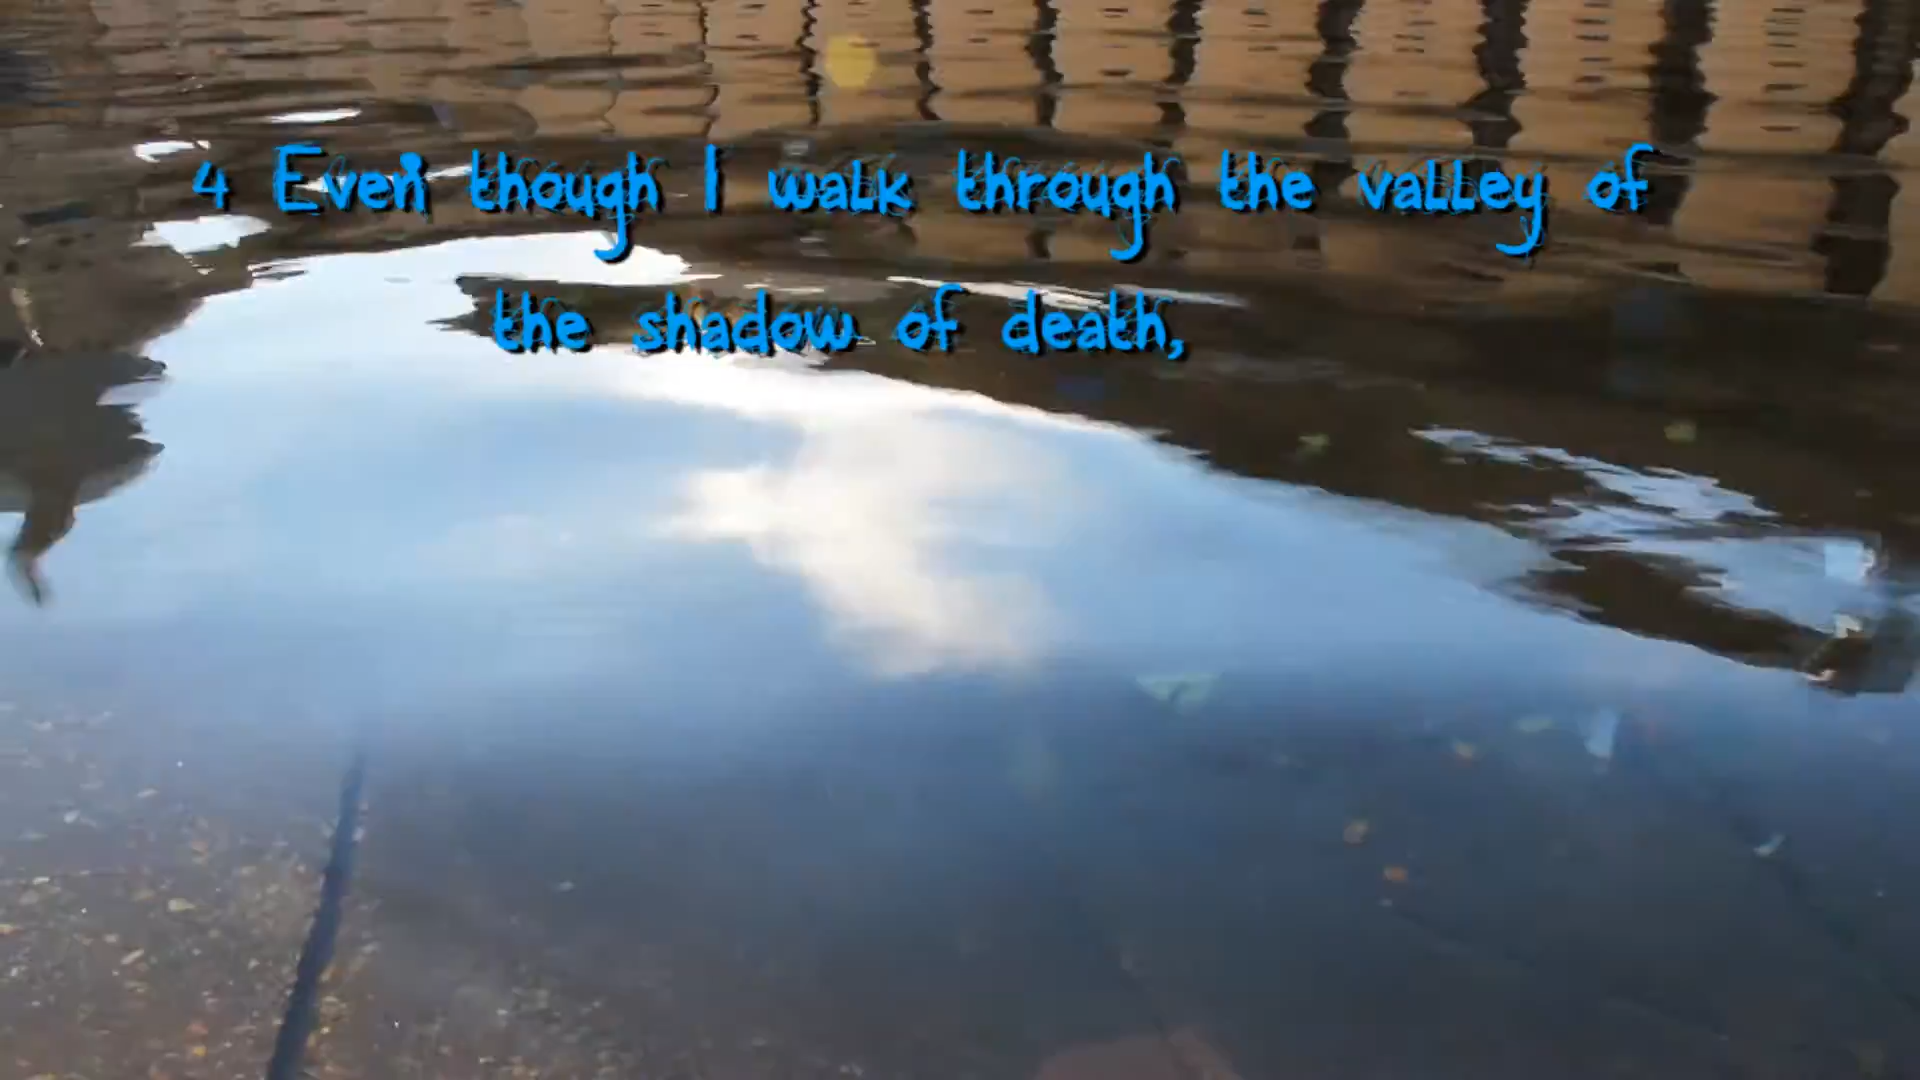 4 Even though I walk through the valley of
the shadow of death,